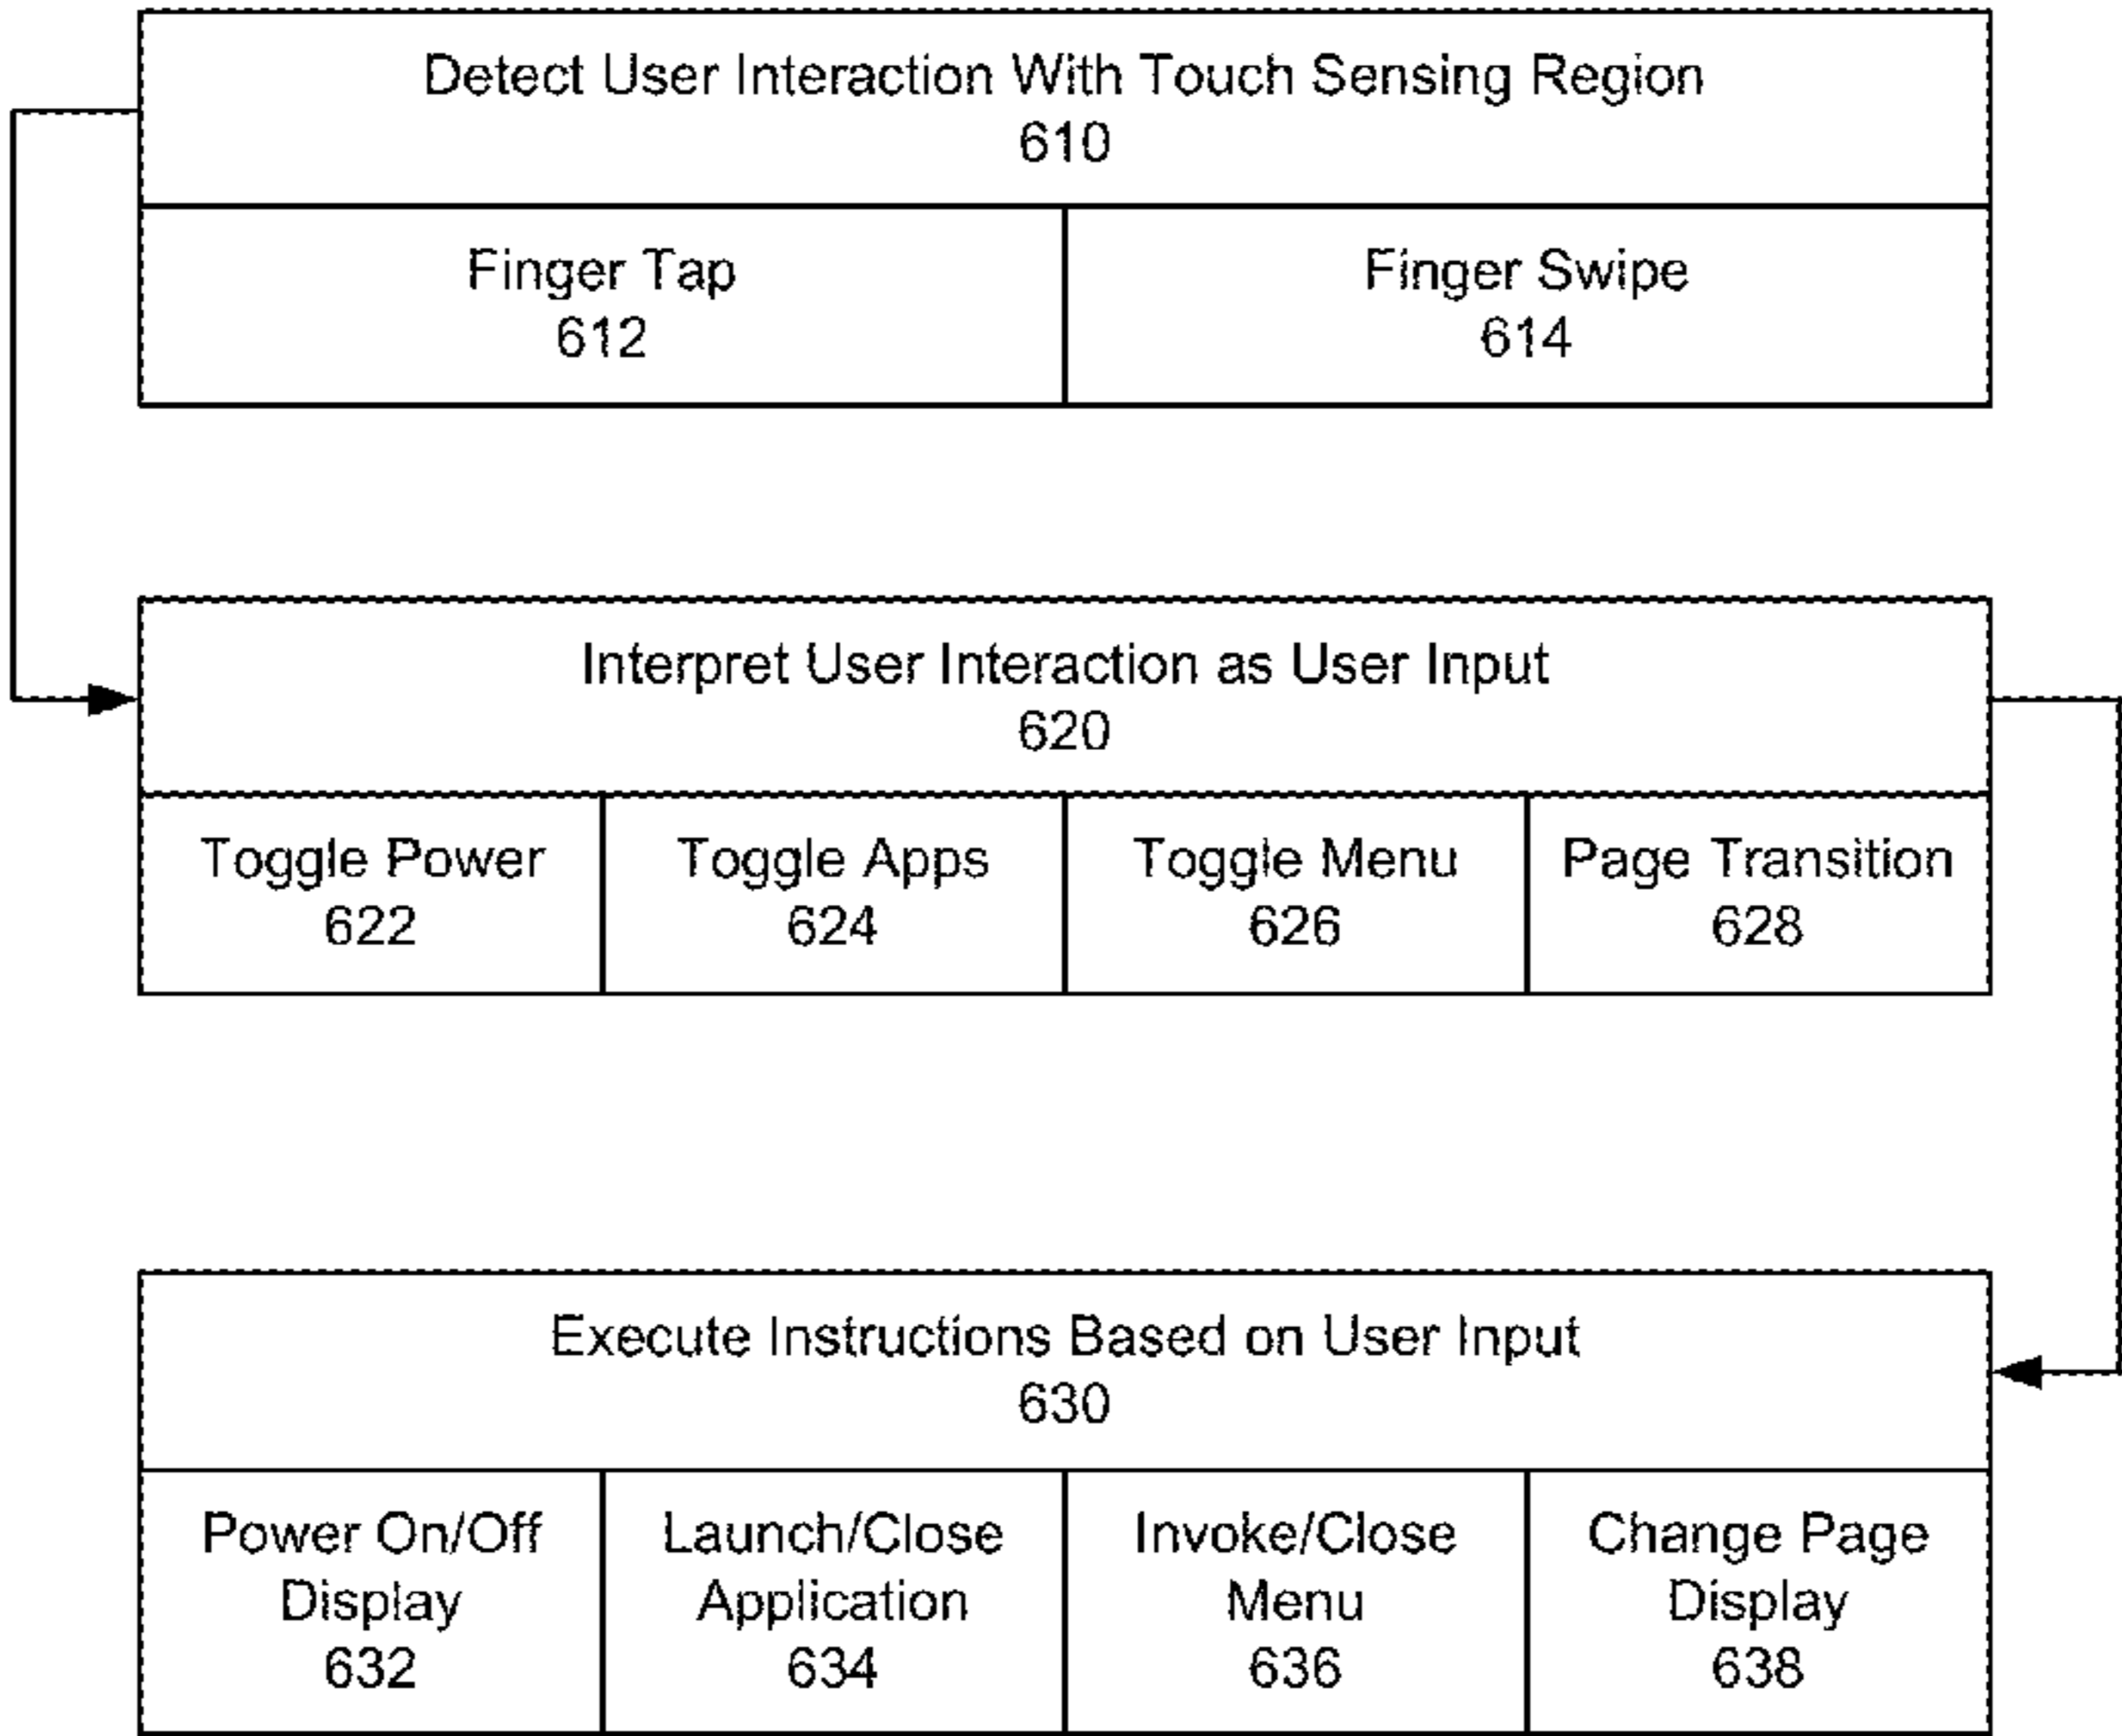 Detect User Interaction With Touch Sensing Region
610
Finger Tap
612
Finger Swipe
614
Interpret User Interaction as User Input
620
Toggle Power
622
Toggle Apps
624
Toggle Menu
626
Page Transition
628
Execute Instructions Based on User Input
630
Power On/Off
Display
632
Launch/Close
Application
634
Invoke/Close
Menu
636
Change Page
Display
638